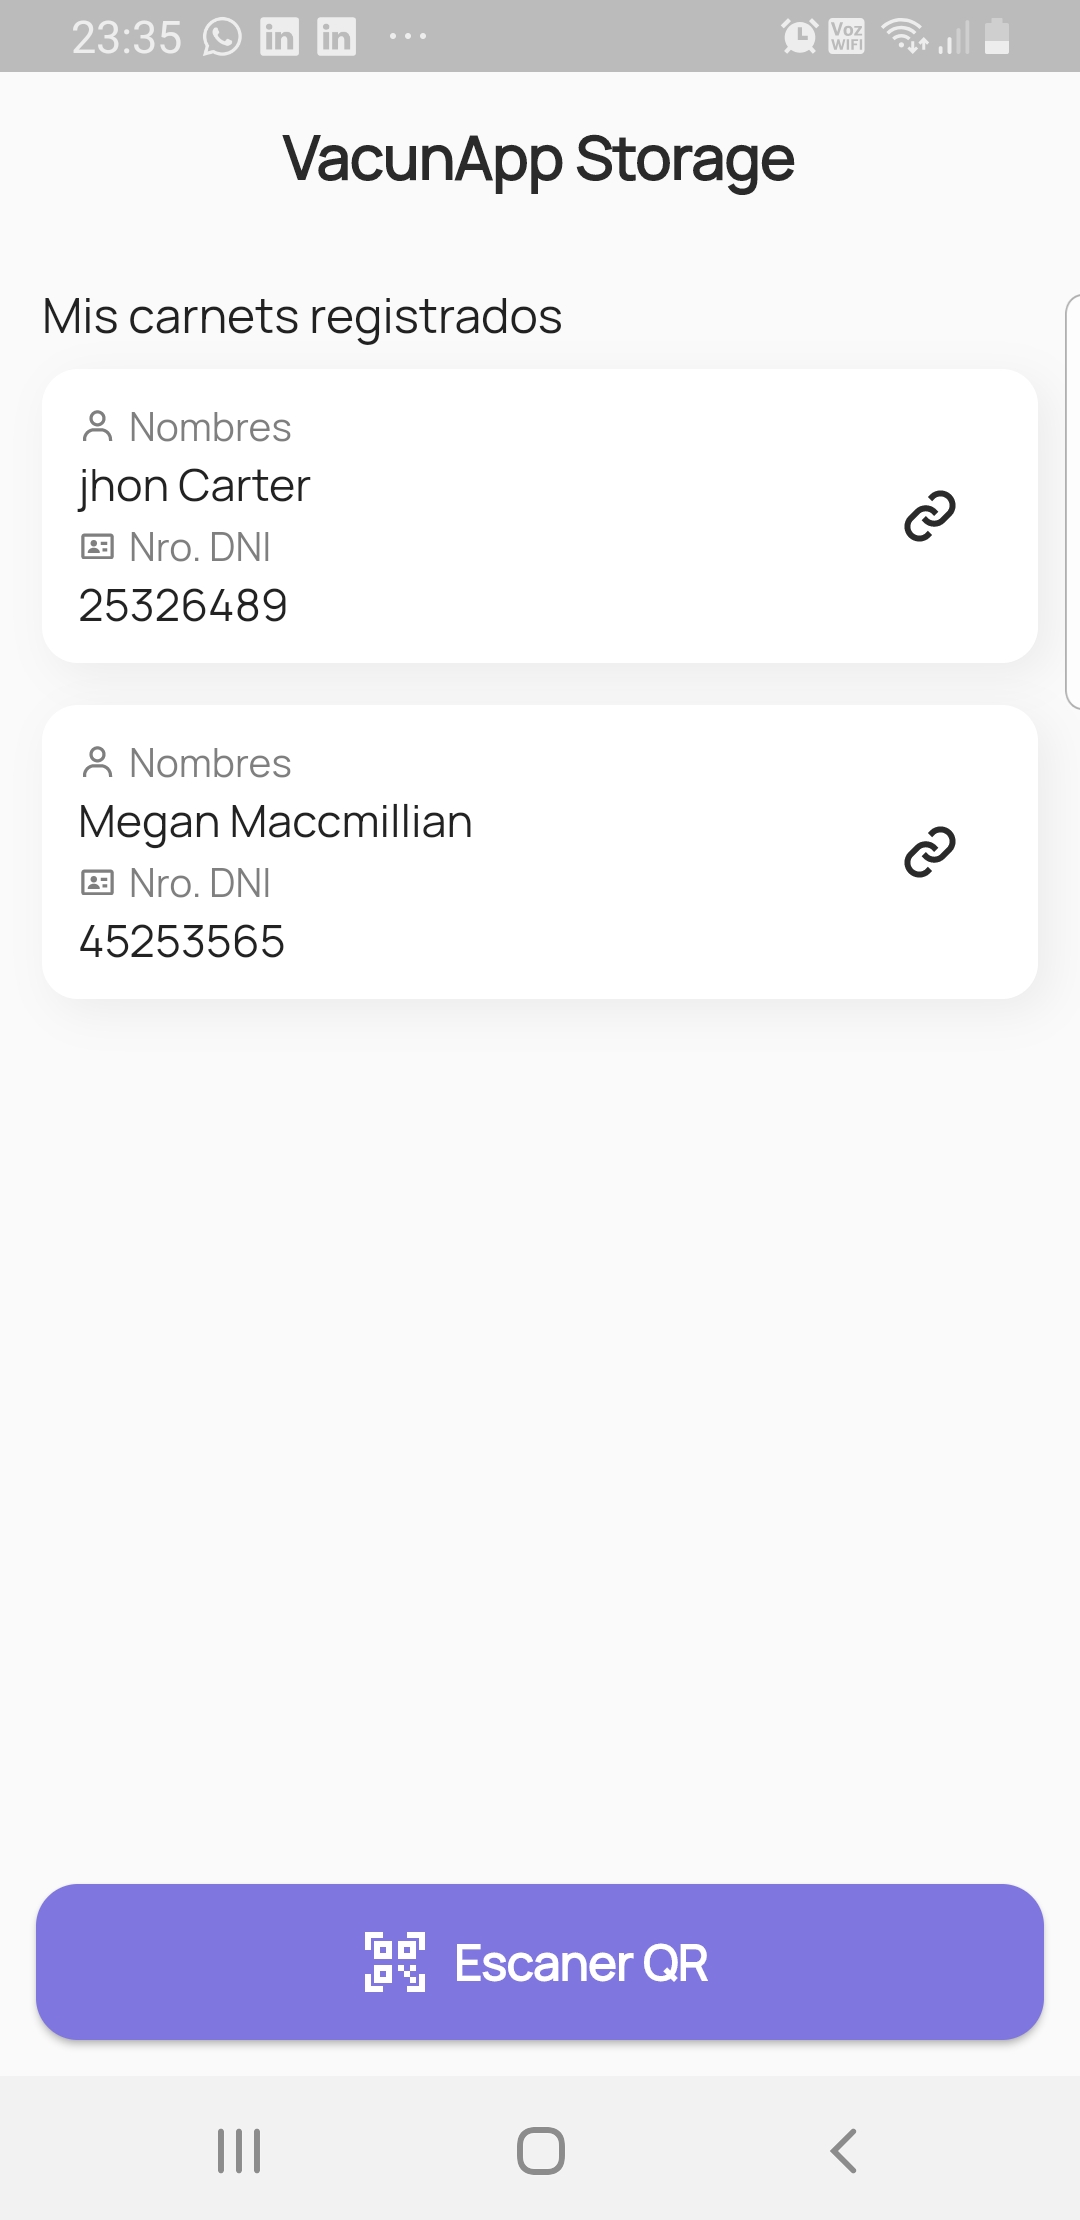 23:35
Voz
WIFI
VacunApp Storage
Mis carnets registrados
Nombres
jhon Carter
Nro. DNI
25326489
Nombres
Megan Maccmillian
Nro. DNI
45253565
Escaner QR